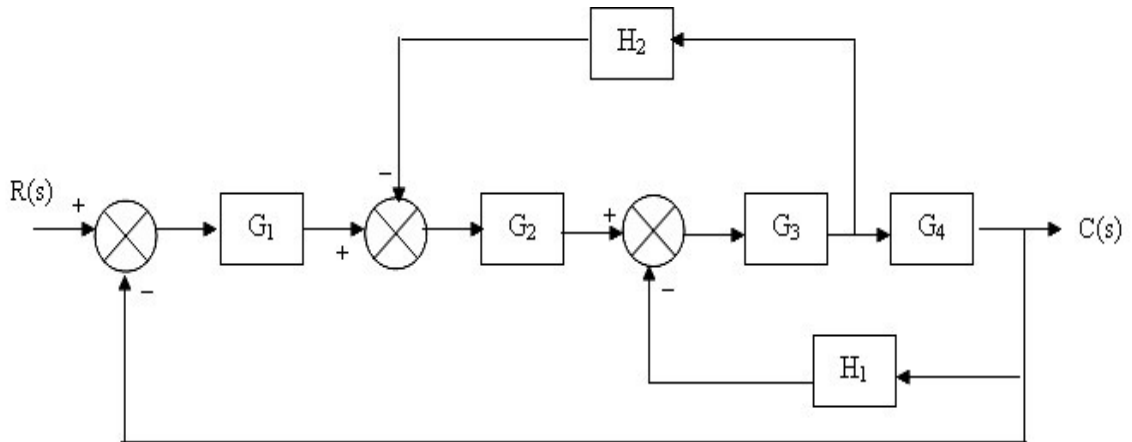 H₂
−
R(s)
+
G₁
+
G₂
+
G₃
G₄
C(s)
−
−
H₁